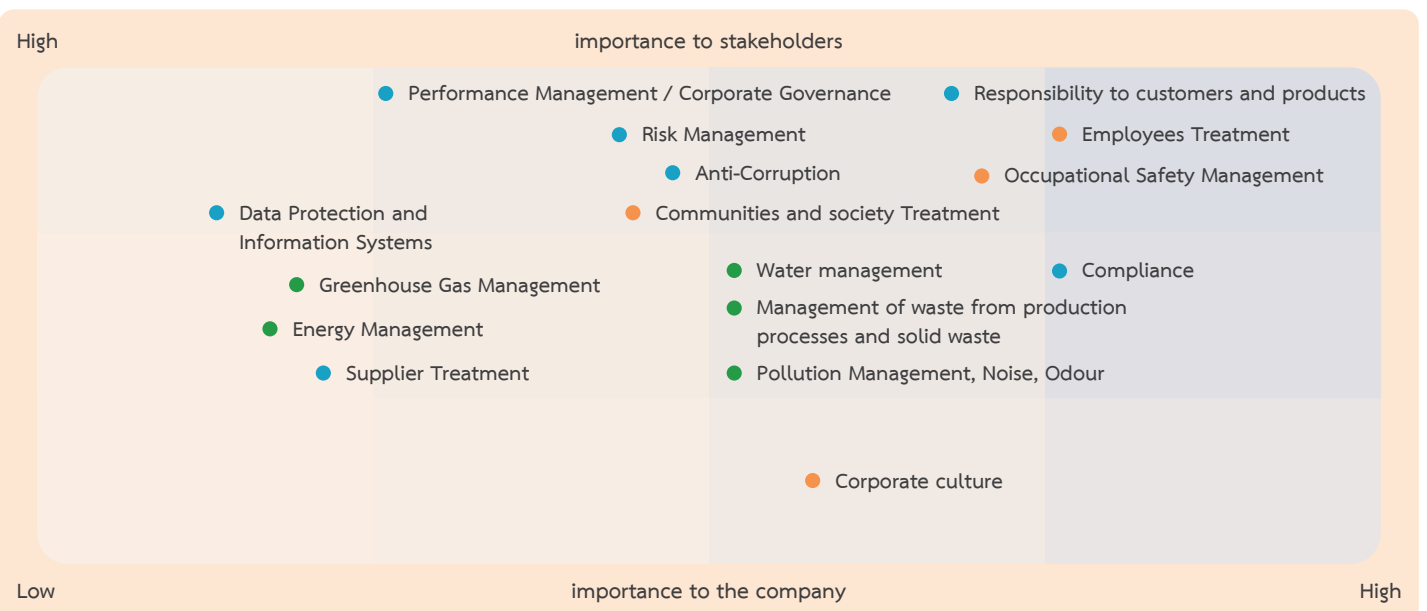 High
importance to stakeholders
Performance Management / Corporate Governance
Responsibility to customers and products
Risk Management
Employees Treatment
Anti-Corruption
Occupational Safety Management
Data Protection and
Information Systems
Communities and society Treatment
Water management
Compliance
Greenhouse Gas Management
Management of waste from production
processes and solid waste
Energy Management
Supplier Treatment
Pollution Management, Noise, Odour
Corporate culture
Low
importance to the company
High